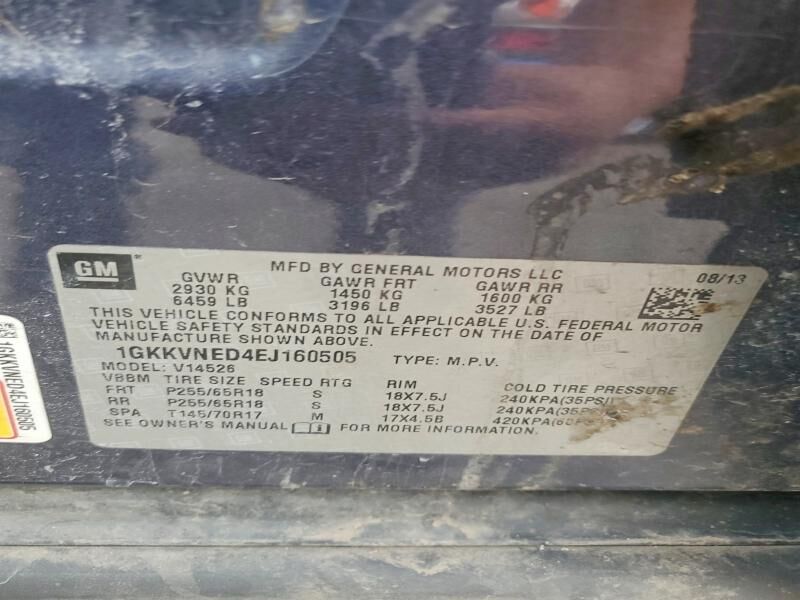 GM
MFD BY GENERAL MOTORS LLC
08/13
GVWR GAWR FRT GAWR RR
2930 KG 1450 KG 1600 KG
6459 LB 3196 LB 3527 LB
THIS VEHICLE CONFORMS TO ALL APPLICABLE U.S. FEDERAL MOTOR
VEHICLE SAFETY STANDARDS IN EFFECT ON THE DATE OF
MANUFACTURE SHOWN ABOVE.
1GKKVNED4EJ160505 TYPE: M.P.V.
MODEL: V14526
VBBM TIRE SIZE SPEED RTG RIM COLD TIRE PRESSURE
FRT P255/65R18 S 18X7.5J 240KPA(35PSI)
RR P255/65R18 S 18X7.5J 240KPA(35PSI)
SPA T145/70R17 M 17X4.5B 420KPA(60PSI)
SEE OWNER'S MANUAL FOR MORE INFORMATION.
1GKKVNED4EJ160505